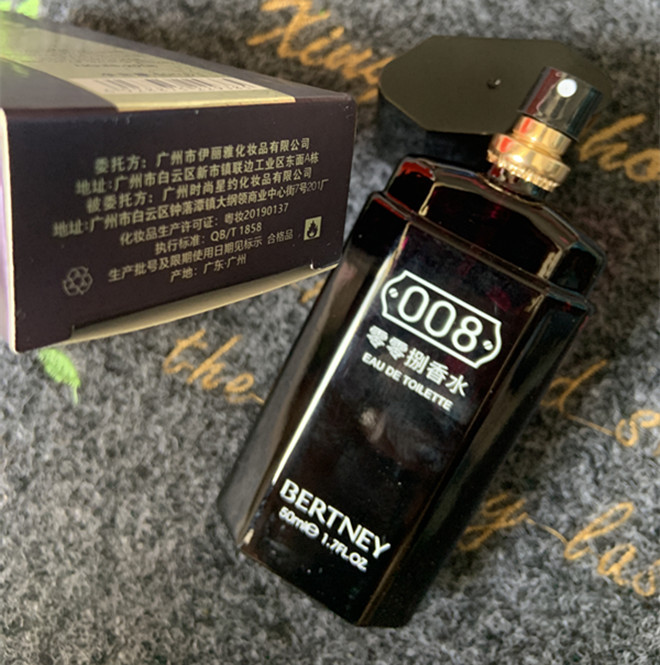 委托方：广州市伊丽雅化妆品有限公司
地址：广州市白云区新市镇联边工业区东面A栋
被委托方：广州时尚星约化妆品有限公司
地址：广州市白云区钟落潭镇大纲领商业中心街7号201厂
化妆品生产许可证：粤妆20190137
执行标准：QB/T 1858
生产批号及限期使用日期见标示 合格品
产地：广东·广州
008
零零捌香水
EAU DE TOILETTE
BERTNEY
50ml℮ 1.7FL.OZ
the